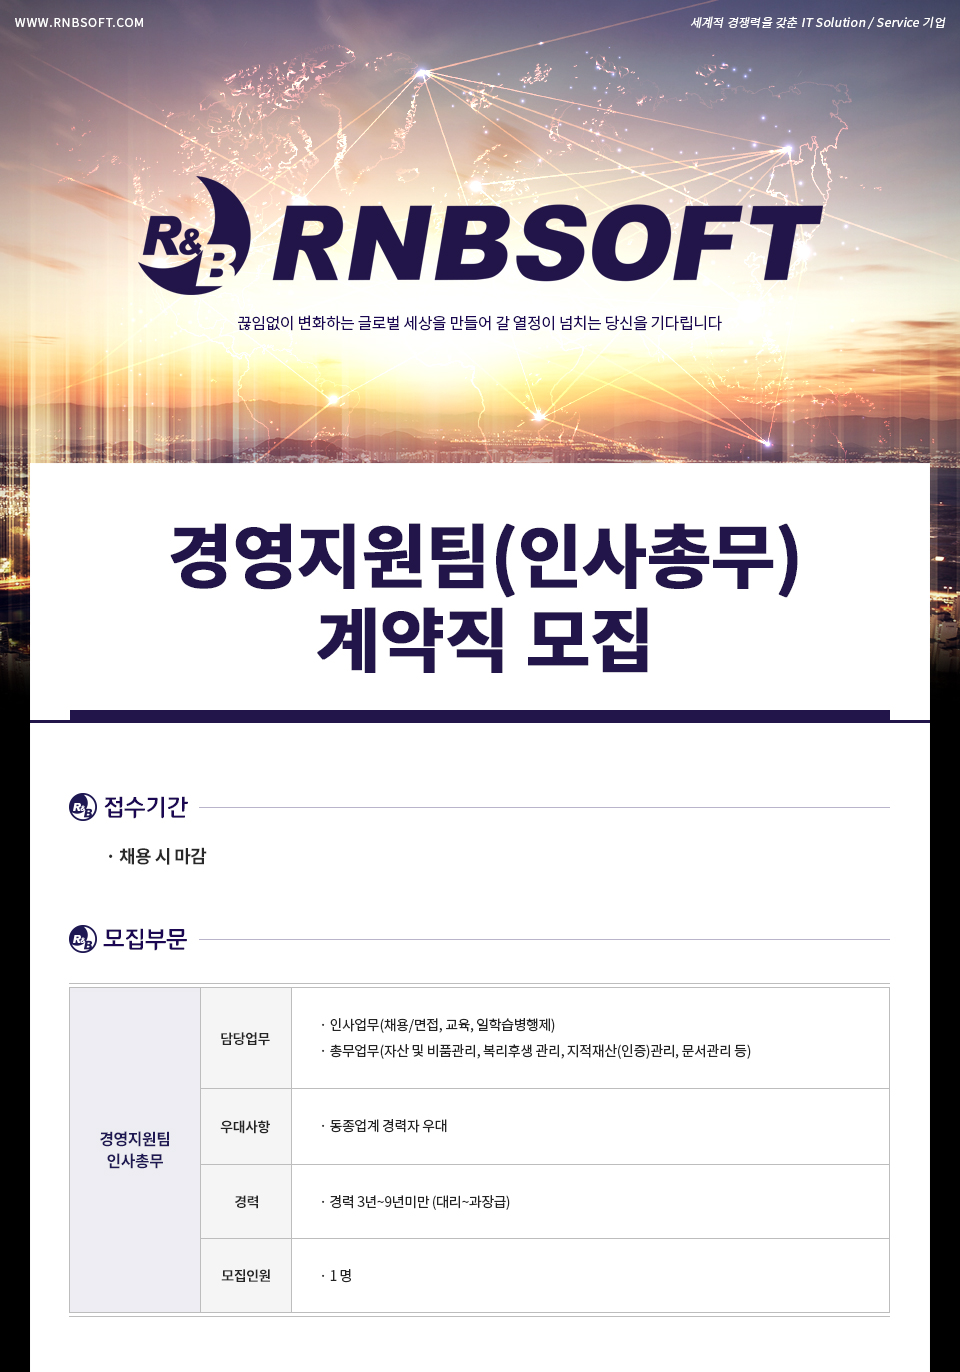 WWW.RNBSOFT.COM
세계적 경쟁력을 갖춘 IT Solution / Service 기업
R&B RNBSOFT
끊임없이 변화하는 글로벌 세상을 만들어 갈 열정이 넘치는 당신을 기다립니다
경영지원팀(인사총무)
계약직 모집
R&B 접수기간
· 채용 시 마감
R&B 모집부문
경영지원팀
인사총무
담당업무
· 인사업무(채용/면접, 교육, 일학습병행제)
· 총무업무(자산 및 비품관리, 복리후생 관리, 지적재산(인증)관리, 문서관리 등)
우대사항
· 동종업계 경력자 우대
경력
· 경력 3년~9년미만 (대리~과장급)
모집인원
· 1 명